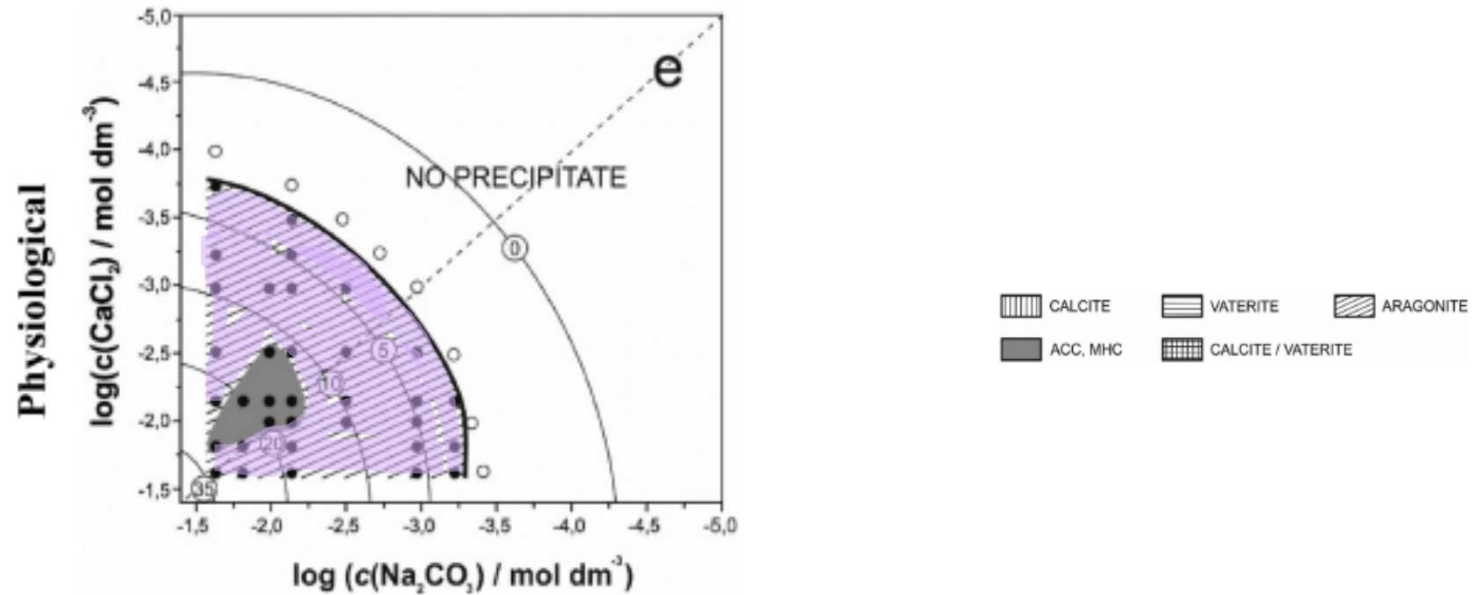 Physiological
log(c(CaCl₂) / mol dm⁻³)
-5,0
-4,5
-4,0
-3,5
-3,0
-2,5
-2,0
-1,5
e
NO PRECIPITATE
0
5
10
20
35
-1,5 -2,0 -2,5 -3,0 -3,5 -4,0 -4,5 -5,0
log (c(Na₂CO₃) / mol dm⁻³)
CALCITE VATERITE ARAGONITE
ACC, MHC CALCITE / VATERITE